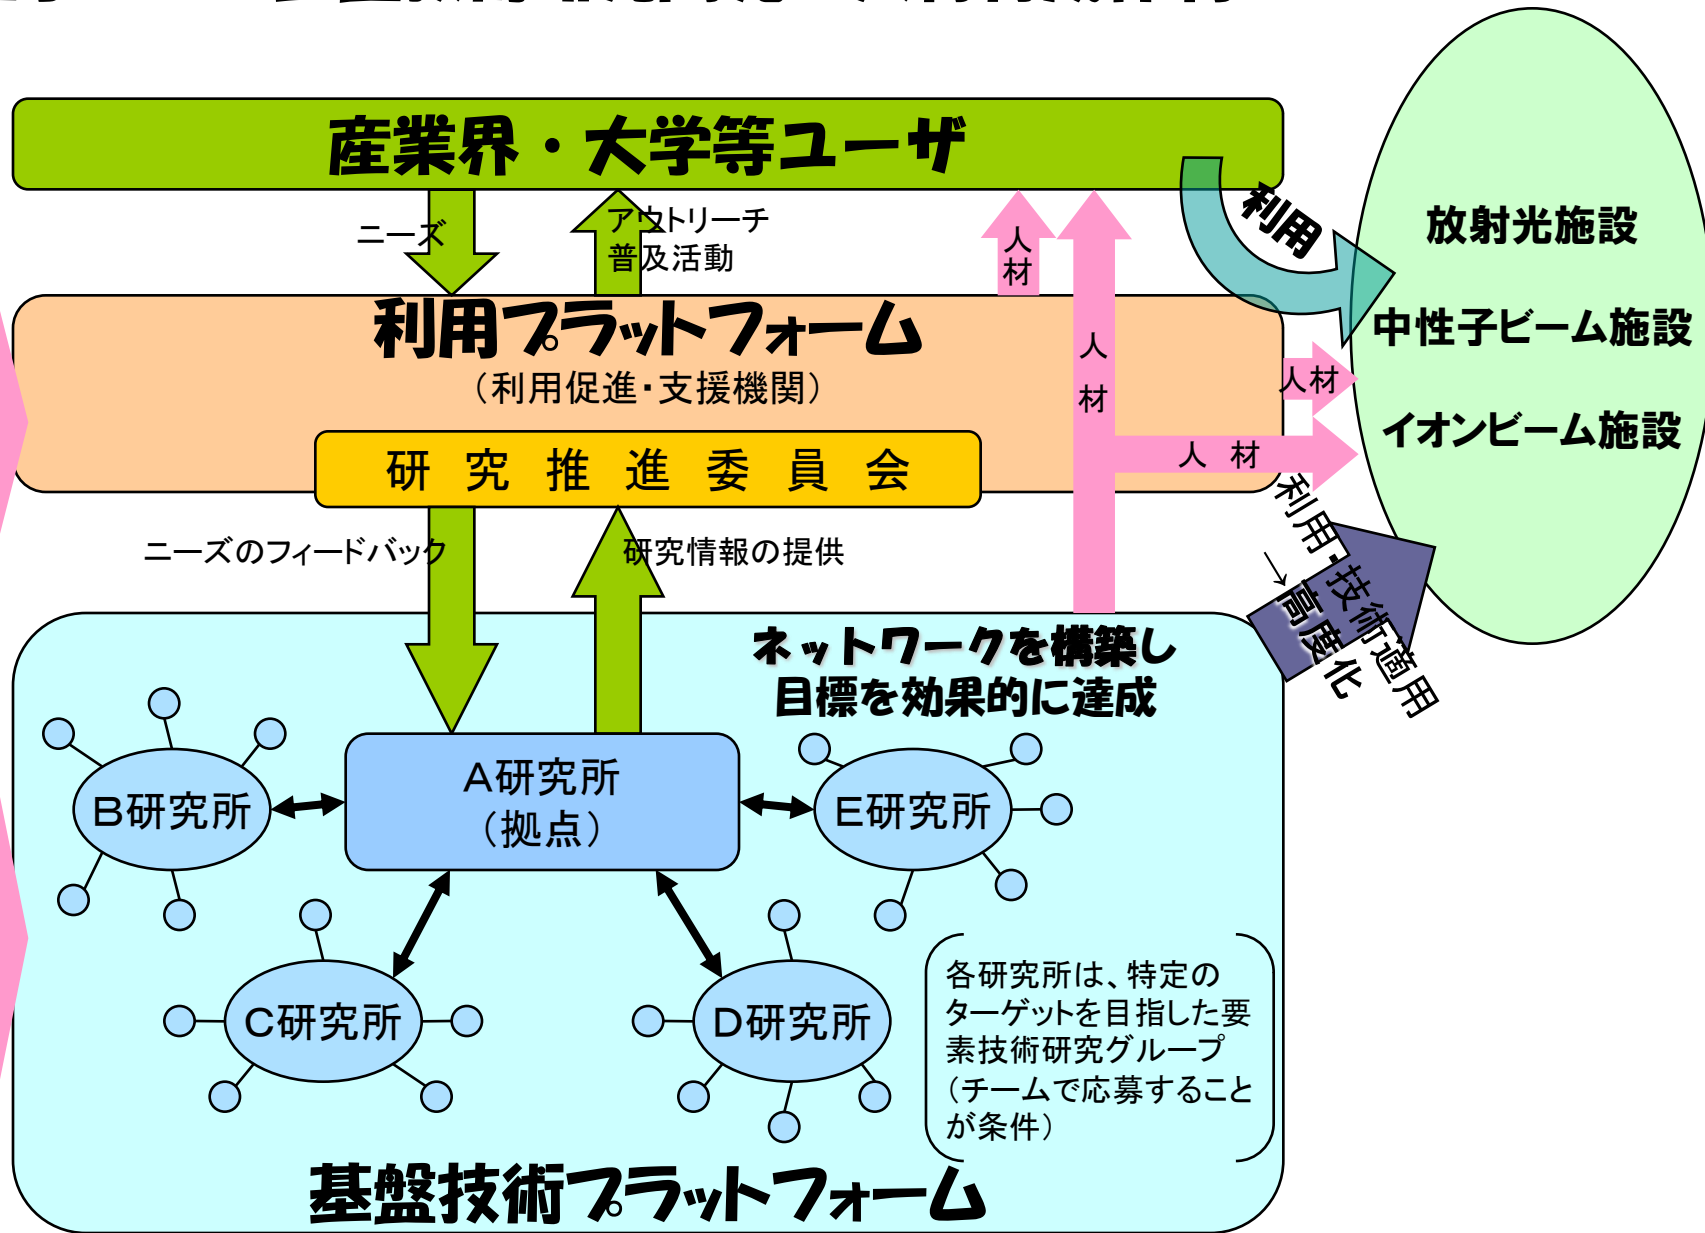 産業界・大学等ユーザ
ニーズ
アウトリーチ
普及活動
人材
利用
放射光施設
中性子ビーム施設
イオンビーム施設
利用プラットフォーム
（利用促進・支援機関）
人材
人材
人材
研究推進委員会
ニーズのフィードバック
研究情報の提供
利用・技術適用
→高度化
ネットワークを構築し
目標を効果的に達成
A研究所
（拠点）
B研究所
E研究所
C研究所
D研究所
各研究所は、特定の
ターゲットを目指した要
素技術研究グループ
（チームで応募すること
が条件）
基盤技術プラットフォーム